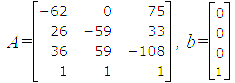 A = [ −62 0 75 ; 26 −59 33 ; 36 59 −108 ; 1 1 1 ], b = [ 0 ; 0 ; 0 ; 1 ]